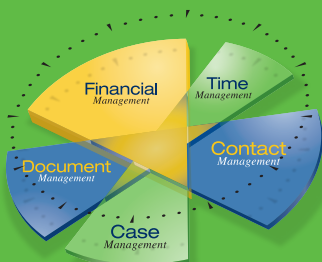 Financial
Management
Time
Management
Contact
Management
Document
Management
Case
Management